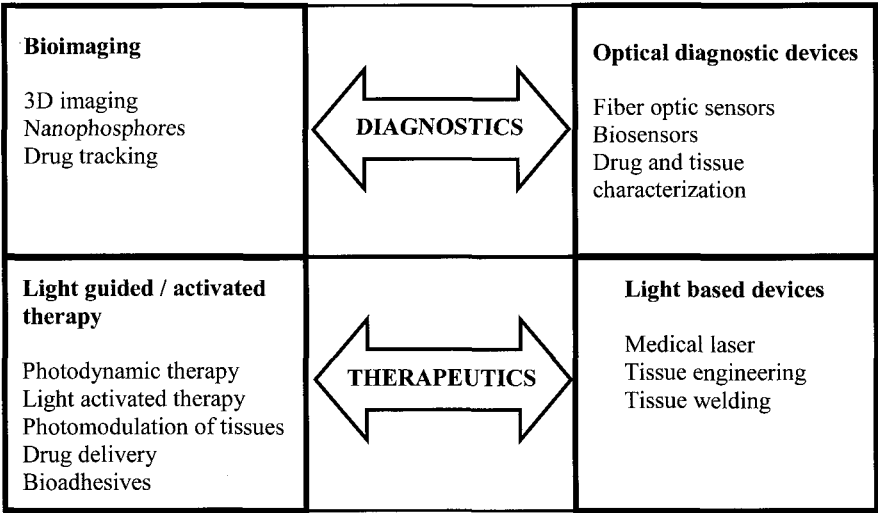 Bioimaging
3D imaging
Nanophosphores
Drug tracking
DIAGNOSTICS
Optical diagnostic devices
Fiber optic sensors
Biosensors
Drug and tissue
characterization
Light guided / activated
therapy
Photodynamic therapy
Light activated therapy
Photomodulation of tissues
Drug delivery
Bioadhesives
THERAPEUTICS
Light based devices
Medical laser
Tissue engineering
Tissue welding